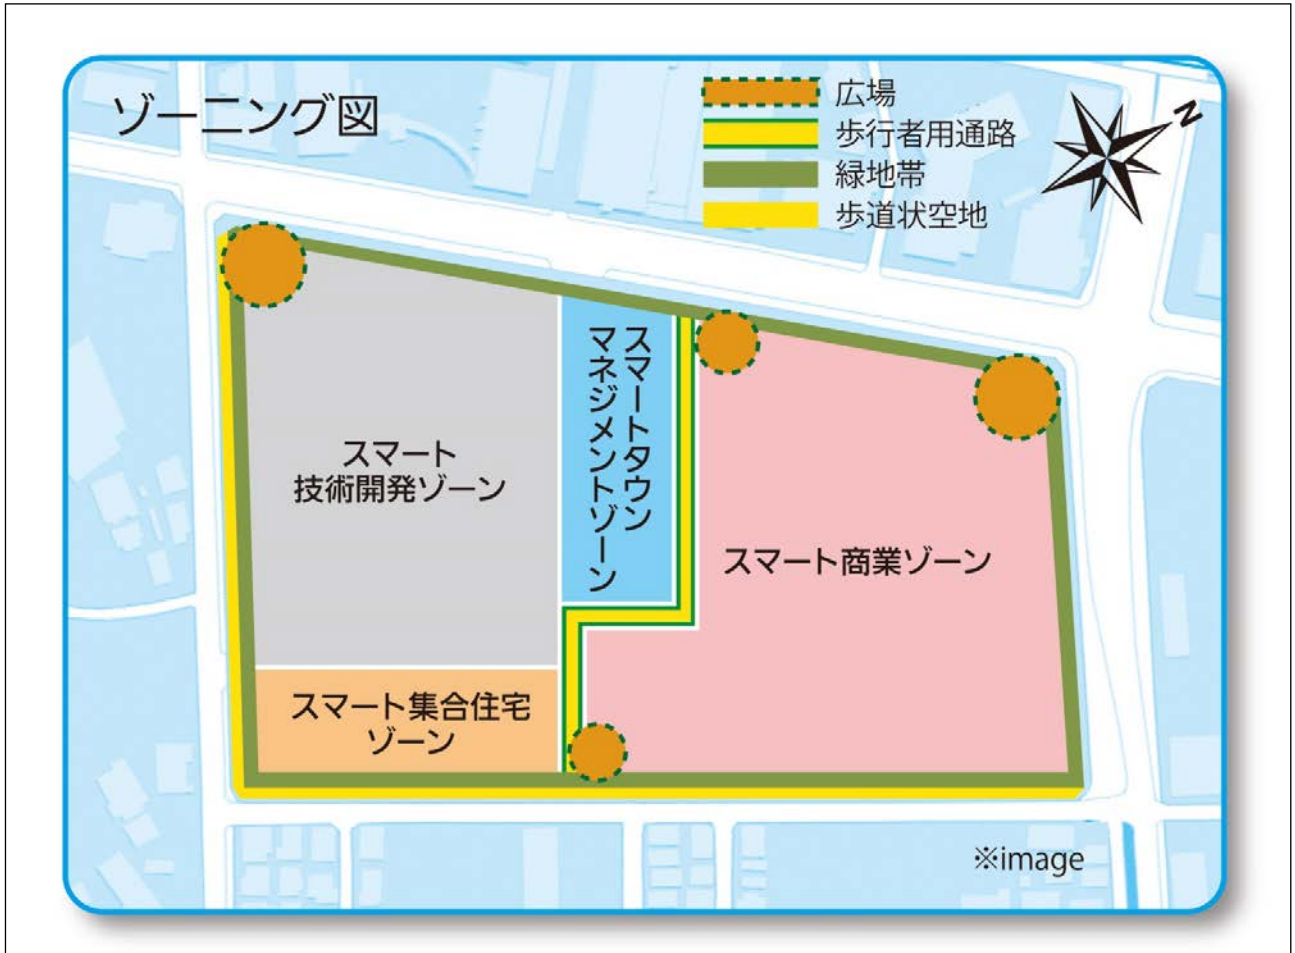 ゾーニング図
広場
歩行者用通路
緑地帯
歩道状空地
N
スマート
技術開発ゾーン
スマートタウン
マネジメントゾーン
スマート商業ゾーン
スマート集合住宅
ゾーン
※image